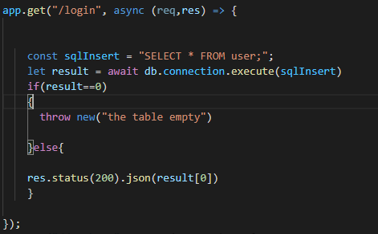 app.get("/login", async (req,res) => {
const sqlInsert = "SELECT * FROM user;";
let result = await db.connection.execute(sqlInsert)
if(result==0)
{
throw new("the table empty")
}else{
res.status(200).json(result[0])
}
});